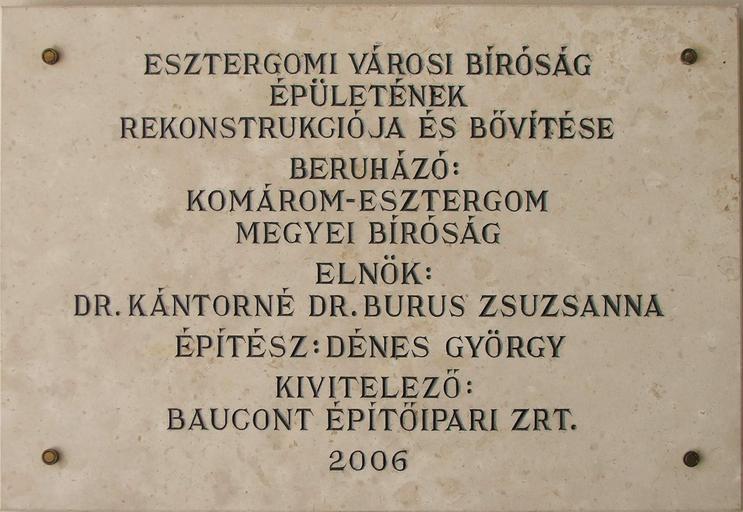 ESZTERGOMI VÁROSI BÍRÓSÁG
ÉPÜLETÉNEK
REKONSTRUKCIÓJA ÉS BŐVÍTÉSE
BERUHÁZÓ:
KOMÁROM-ESZTERGOM
MEGYEI BÍRÓSÁG
ELNÖK:
DR. KÁNTORNÉ DR. BURUS ZSUZSANNA
ÉPÍTÉSZ: DÉNES GYÖRGY
KIVITELEZŐ:
BAUCONT ÉPÍTŐIPARI ZRT.
2006